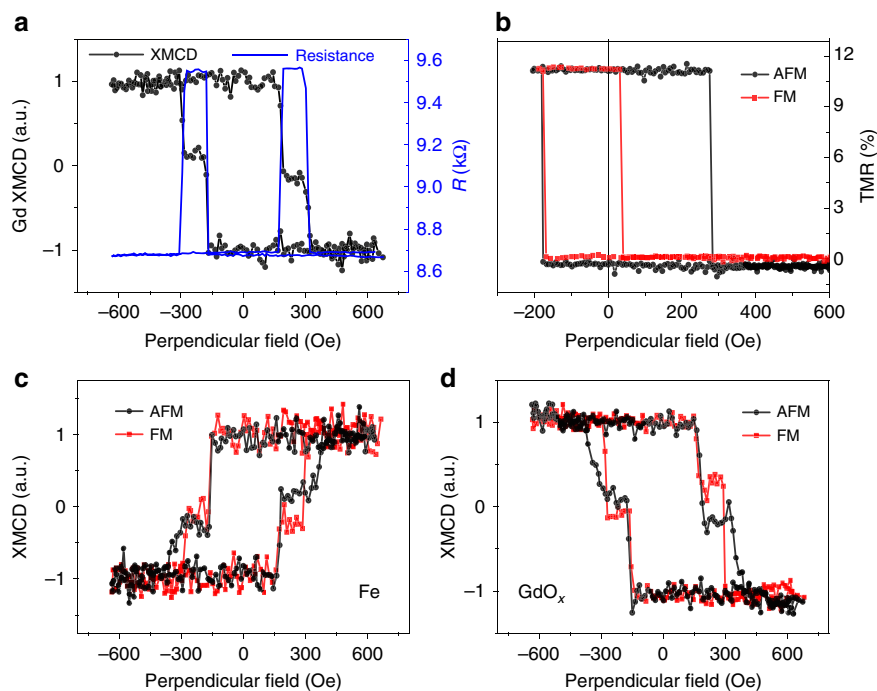 a
XMCD
Resistance
Gd XMCD (a.u.)
1
0
−1
9.6
9.4
9.2
9.0
8.8
8.6
R (kΩ)
−600 −300 0 300 600
Perpendicular field (Oe)
b
AFM
FM
12
9
6
3
0
TMR (%)
−200 0 200 400 600
Perpendicular field (Oe)
c
AFM
FM
XMCD (a.u.)
1
0
−1
Fe
−600 −300 0 300 600
Perpendicular field (Oe)
d
AFM
FM
XMCD (a.u.)
1
0
−1
GdOx
−600 −300 0 300 600
Perpendicular field (Oe)